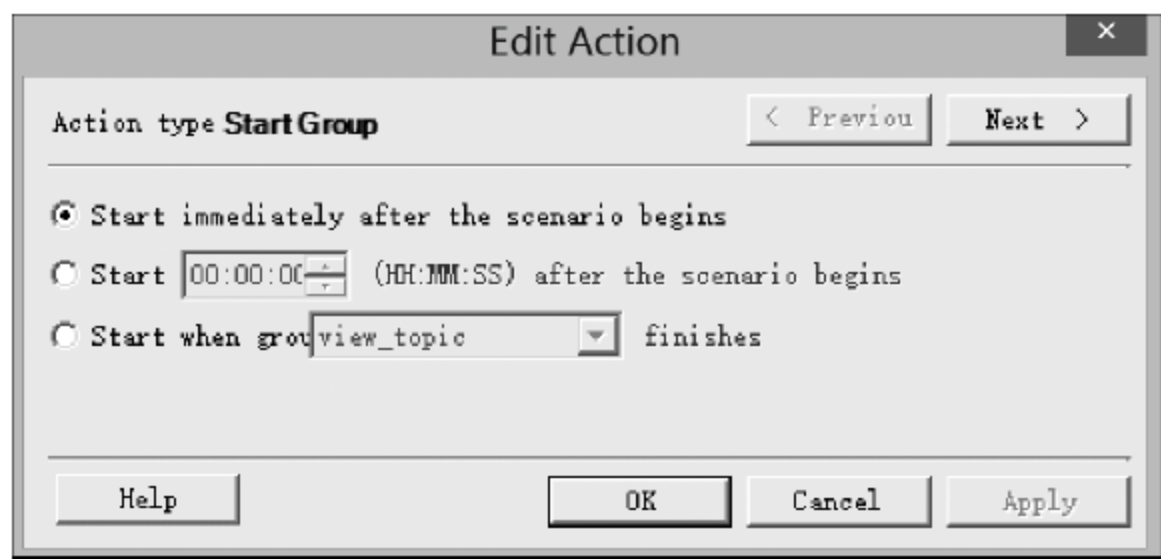 Edit Action
×
Action type Start Group
< Previou
Next >
Start immediately after the scenario begins
Start 00:00:00 (HH:MM:SS) after the scenario begins
Start when grou view_topic finishes
Help
OK
Cancel
Apply